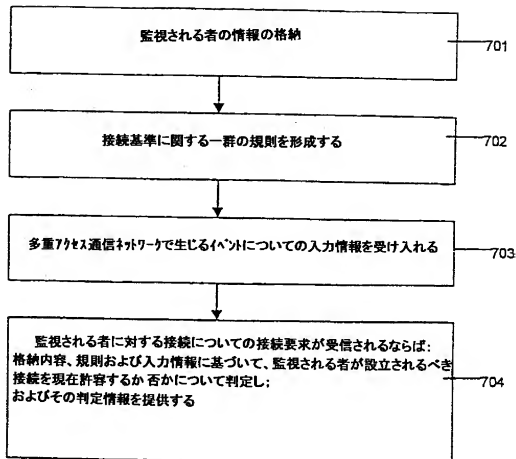 監視される者の情報の格納
701
接続基準に関する一群の規則を形成する
702
多重ｱｸｾｽ通信ﾈｯﾄﾜｰｸで生じるｲﾍﾞﾝﾄについての入力情報を受け入れる
703
監視される者に対する接続についての接続要求が受信されるならば:
格納内容、規則および入力情報に基づいて、監視される者が設立されるべき
接続を現在許容するか 否かについて判定し;
704
およびその判定情報を提供する